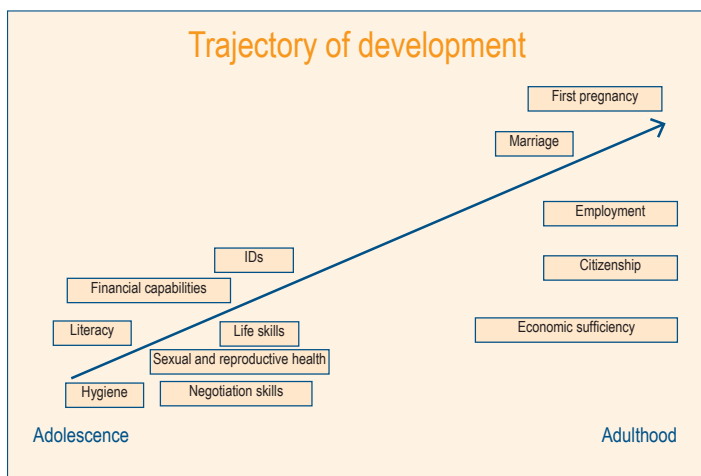 Trajectory of development
First pregnancy
Marriage
Employment
IDs
Citizenship
Financial capabilities
Literacy
Life skills
Economic sufficiency
Sexual and reproductive health
Hygiene
Negotiation skills
Adolescence
Adulthood